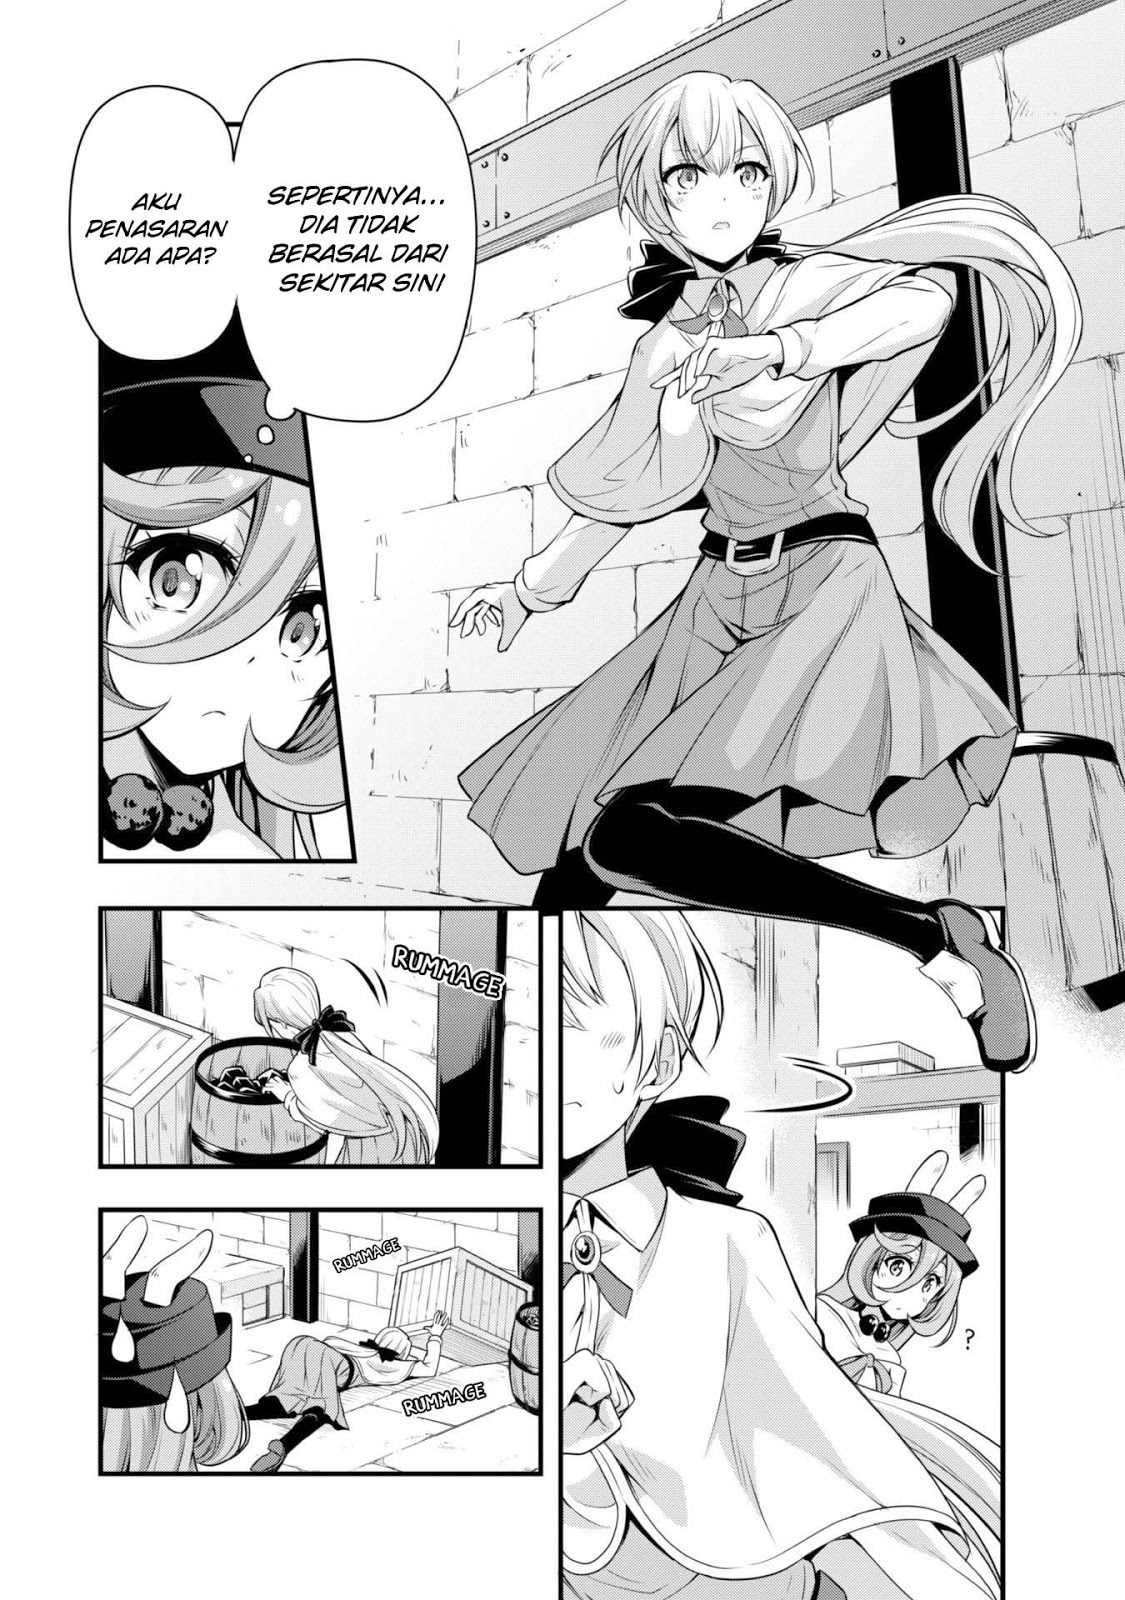 SEPERTINYA...
DIA TIDAK
BERASAL DARI
SEKITAR SINI
AKU
PENASARAN
ADA APA?
RUMMAGE
?
RUMMAGE
RUMMAGE